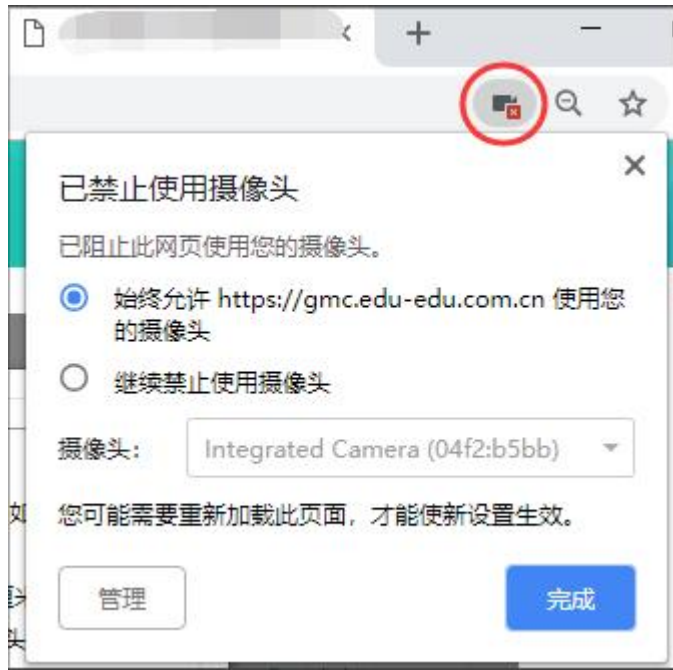 已禁止使用摄像头
已阻止此网页使用您的摄像头。
始终允许 https://gmc.edu-edu.com.cn 使用您
的摄像头
继续禁止使用摄像头
摄像头： Integrated Camera (04f2:b5bb)
如
您可能需要重新加载此页面，才能使新设置生效。
管理 完成
头